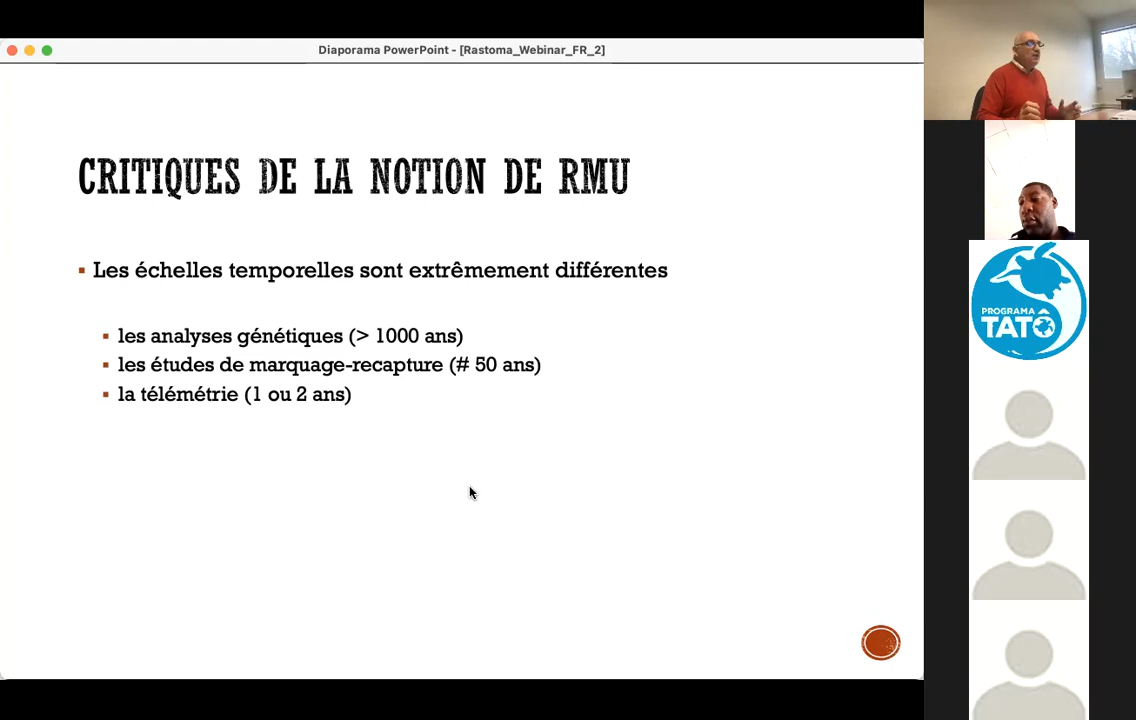 Diaporama PowerPoint - [Rastoma_Webinar_FR_2]
CRITIQUES DE LA NOTION DE RMU
Les échelles temporelles sont extrêmement différentes
les analyses génétiques (> 1000 ans)
les études de marquage-recapture (# 50 ans)
la télémétrie (1 ou 2 ans)
PROGRAMA
TATÔ